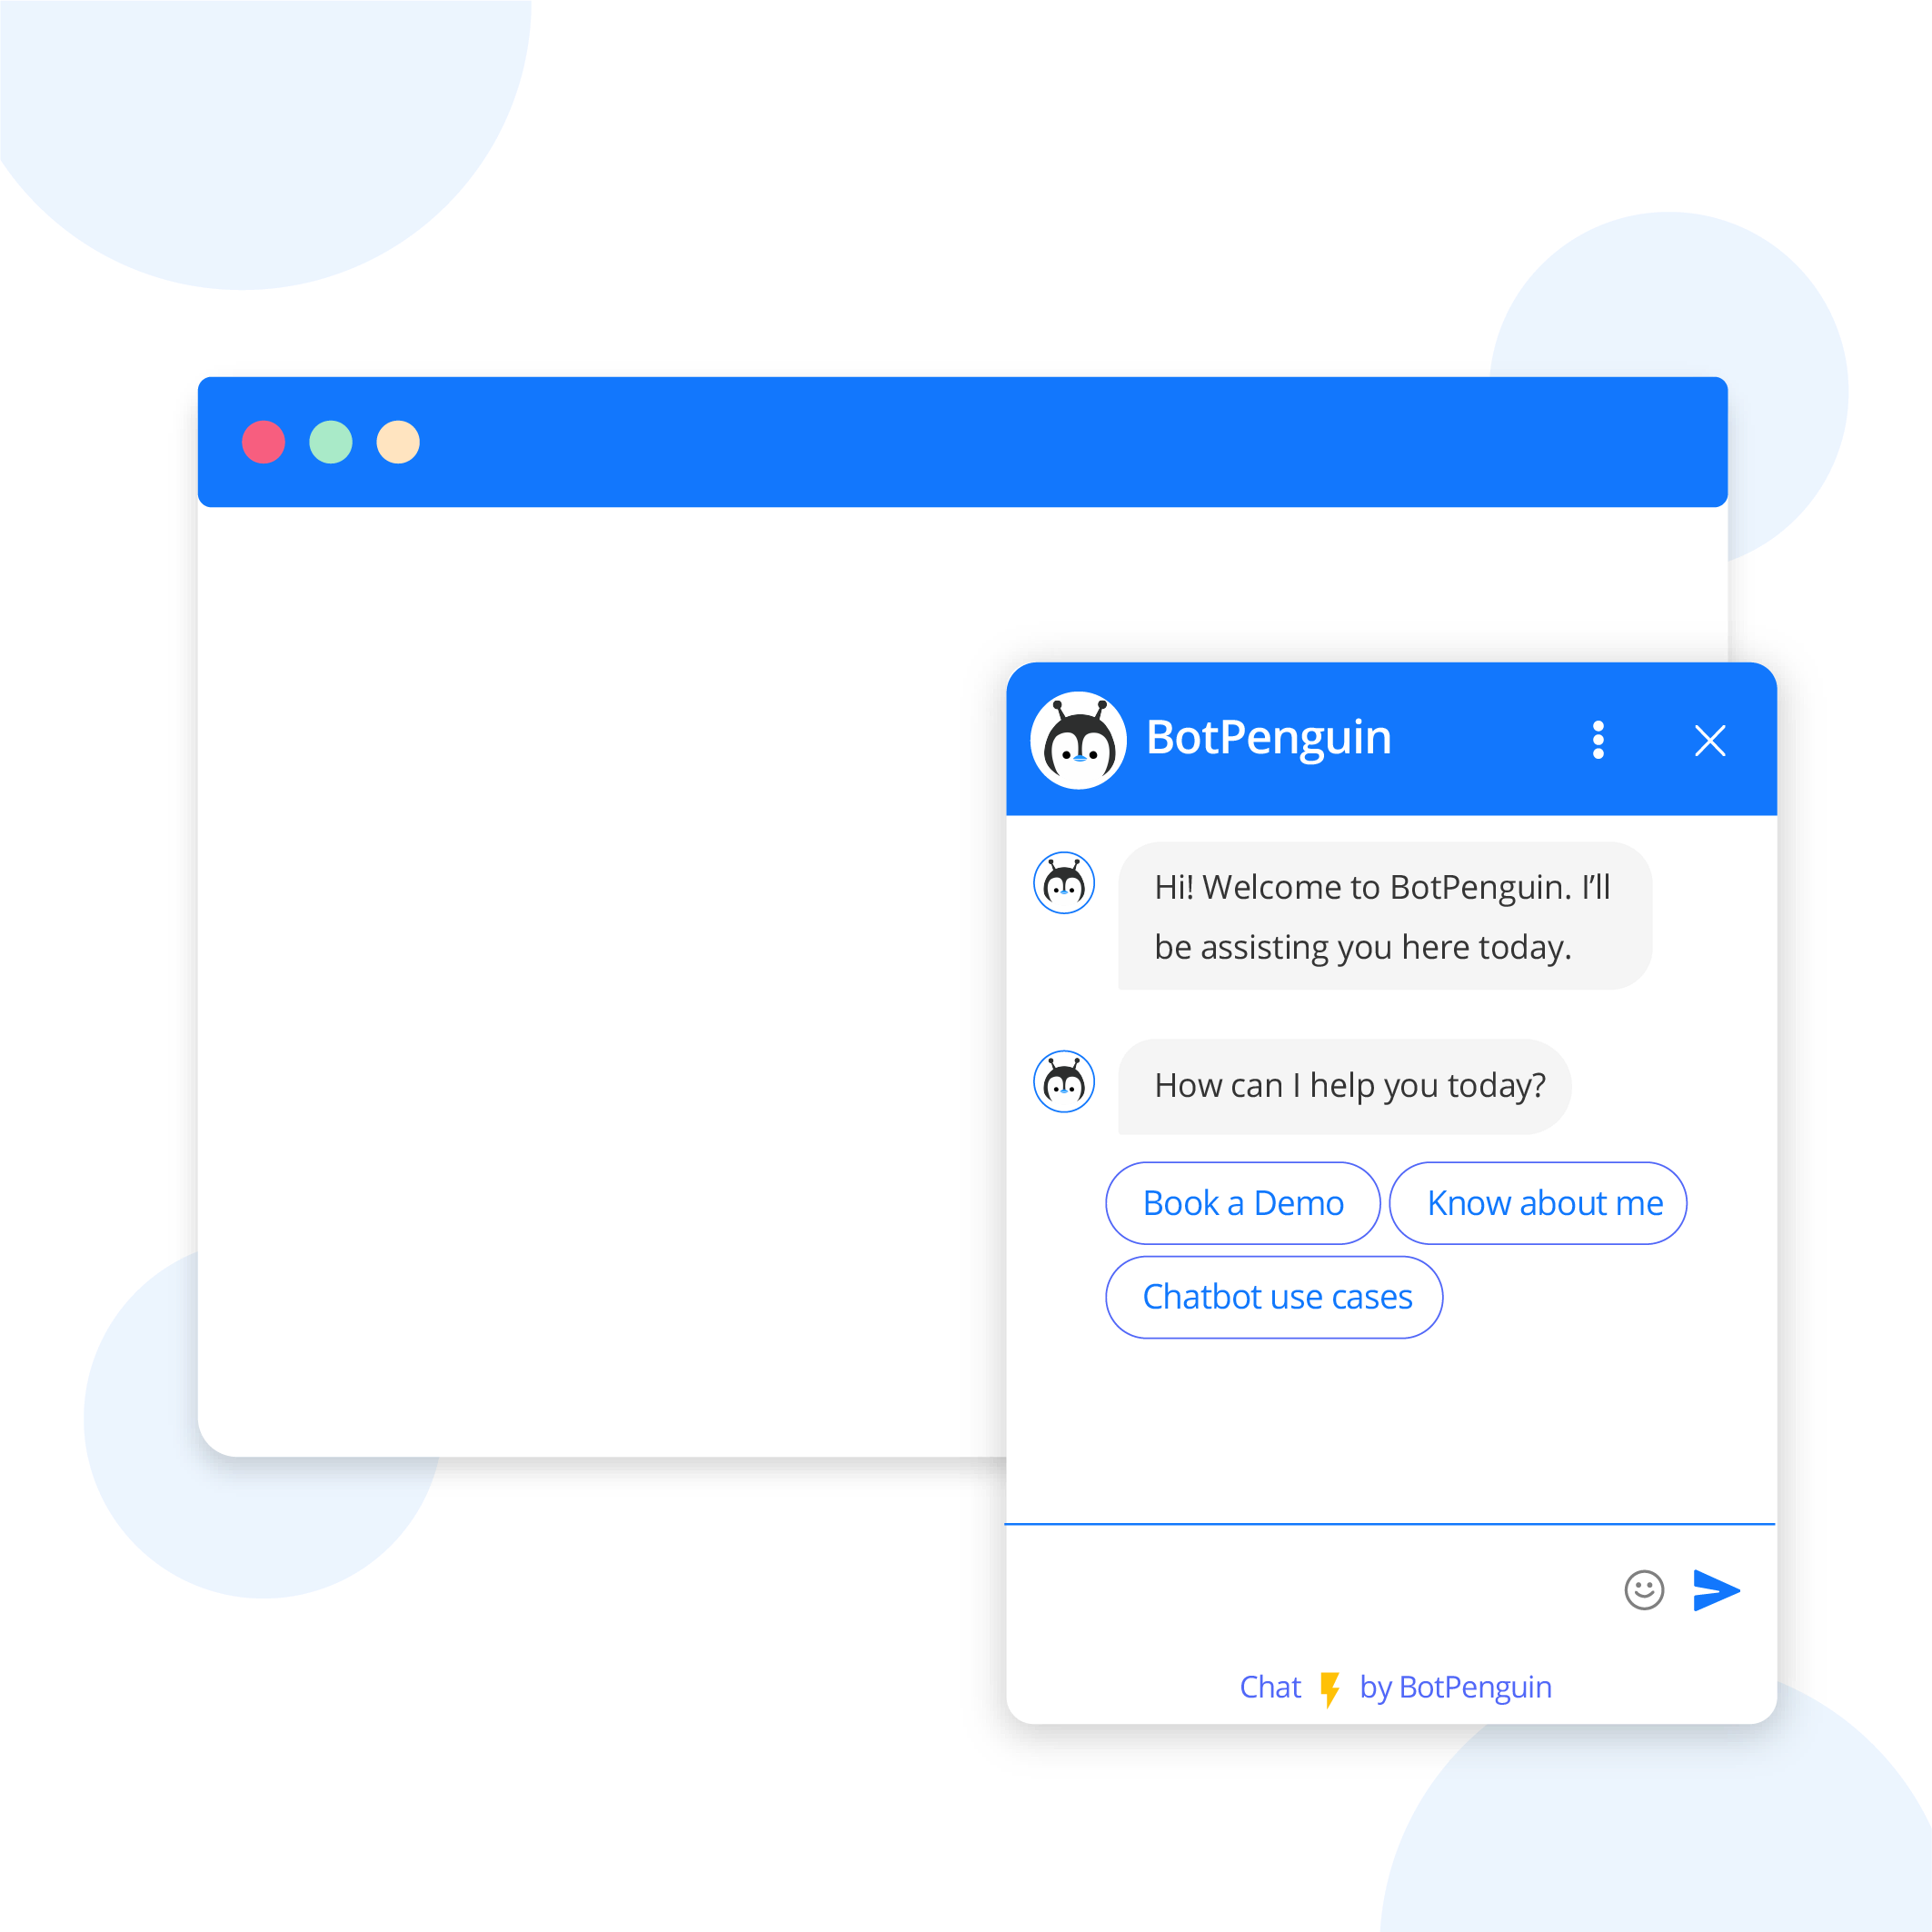 BotPenguin
Hi! Welcome to BotPenguin. I’ll
be assisting you here today.
How can I help you today?
Book a Demo
Know about me
Chatbot use cases
Chat by BotPenguin